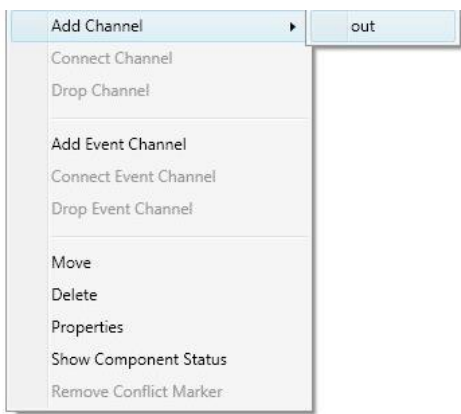 Add Channel
out
Connect Channel
Drop Channel
Add Event Channel
Connect Event Channel
Drop Event Channel
Move
Delete
Properties
Show Component Status
Remove Conflict Marker